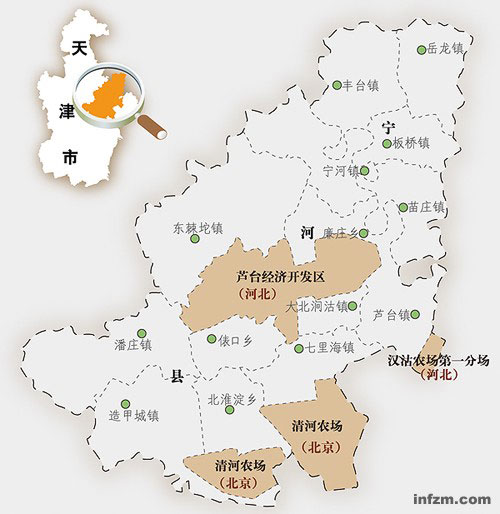 天
津
市
岳龙镇
丰台镇
宁
板桥镇
宁河镇
苗庄镇
东棘坨镇
河
廉庄乡
芦台经济开发区
（河北）
大北涧沽镇
芦台镇
潘庄镇
俵口乡
七里海镇
汉沽农场第一分场
（河北）
县
造甲城镇
北淮淀乡
清河农场
（北京）
清河农场
（北京）
infzm.com